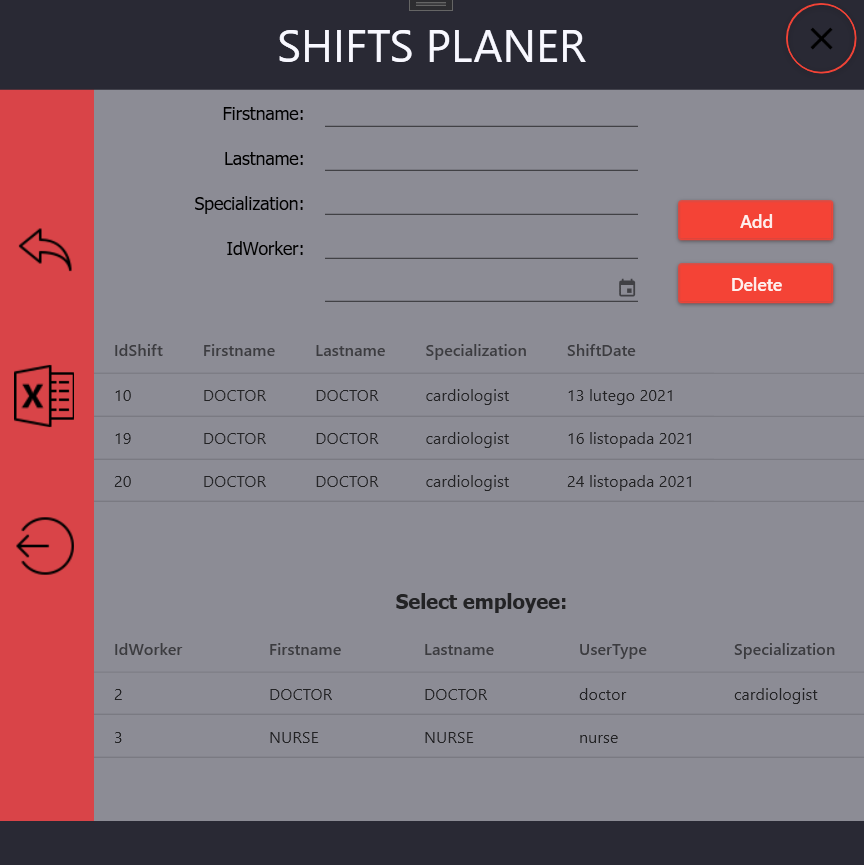 SHIFTS PLANER
Firstname:
Lastname:
Specialization:
IdWorker:
Add
Delete
IdShift Firstname Lastname Specialization ShiftDate
10 DOCTOR DOCTOR cardiologist 13 lutego 2021
19 DOCTOR DOCTOR cardiologist 16 listopada 2021
20 DOCTOR DOCTOR cardiologist 24 listopada 2021
Select employee:
IdWorker Firstname Lastname UserType Specialization
2 DOCTOR DOCTOR doctor cardiologist
3 NURSE NURSE nurse